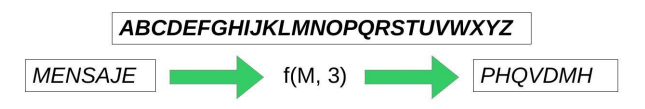 ABCDEFGHIJKLMNOPQRSTUVWXYZ
MENSAJE f(M, 3) PHQVDMH